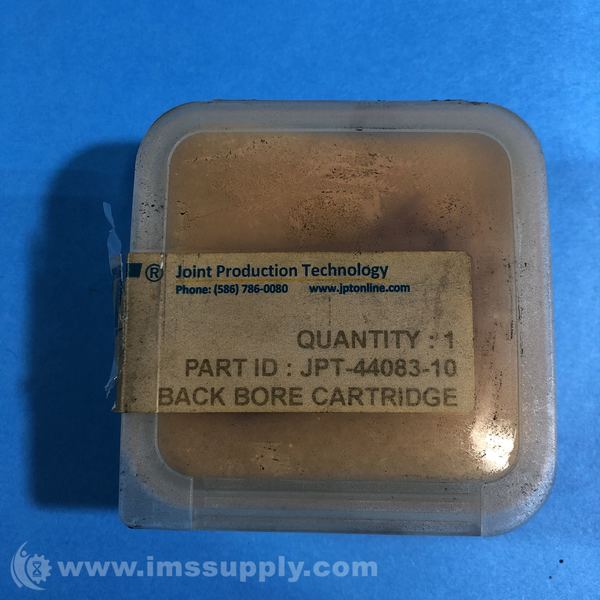 ® Joint Production Technology
Phone: (586) 786-0080 www.jptonline.com
QUANTITY : 1
PART ID : JPT-44083-10
BACK BORE CARTRIDGE
www.imssupply.com